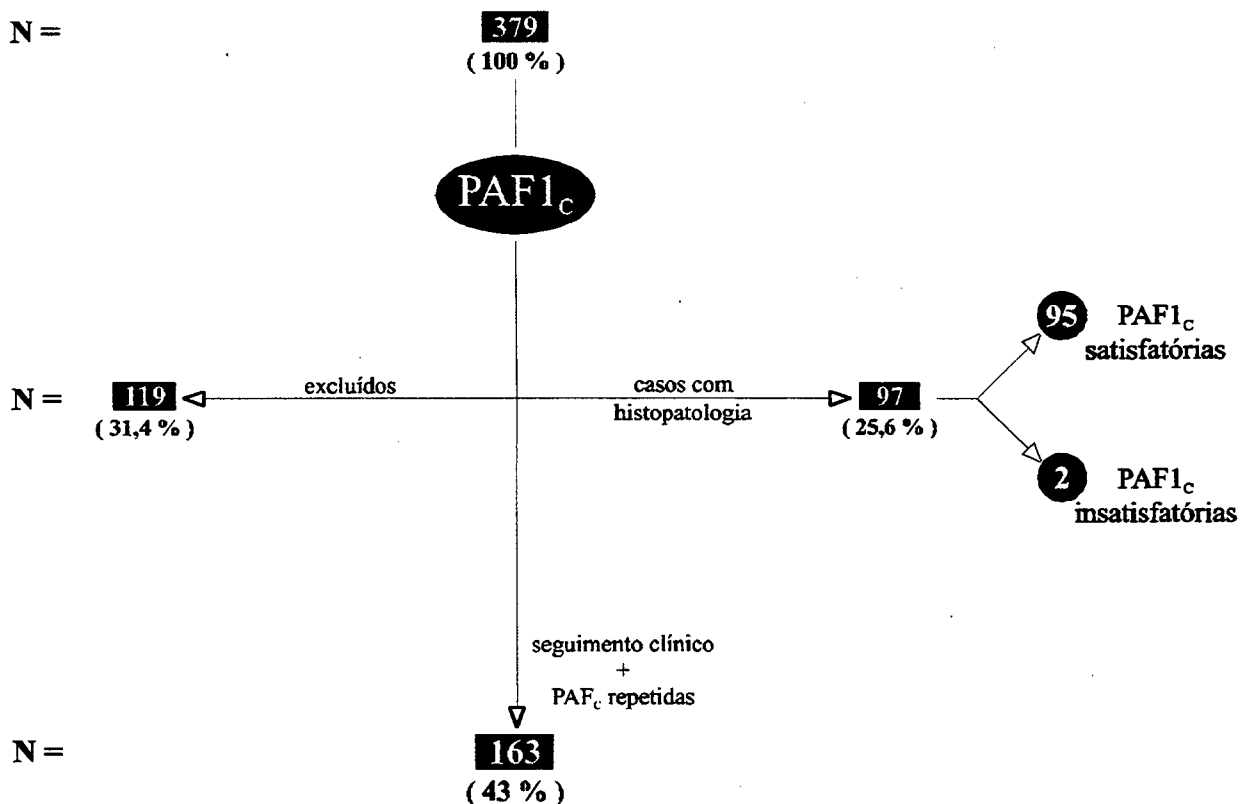 N = 379
( 100 % )
PAF1c
95 PAF1c
satisfatórias
excluídos
casos com
histopatologia
N = 119 97
( 31,4 % ) ( 25,6 % )
2 PAF1c
insatisfatórias
seguimento clínico
+
PAFc repetidas
N = 163
( 43 % )